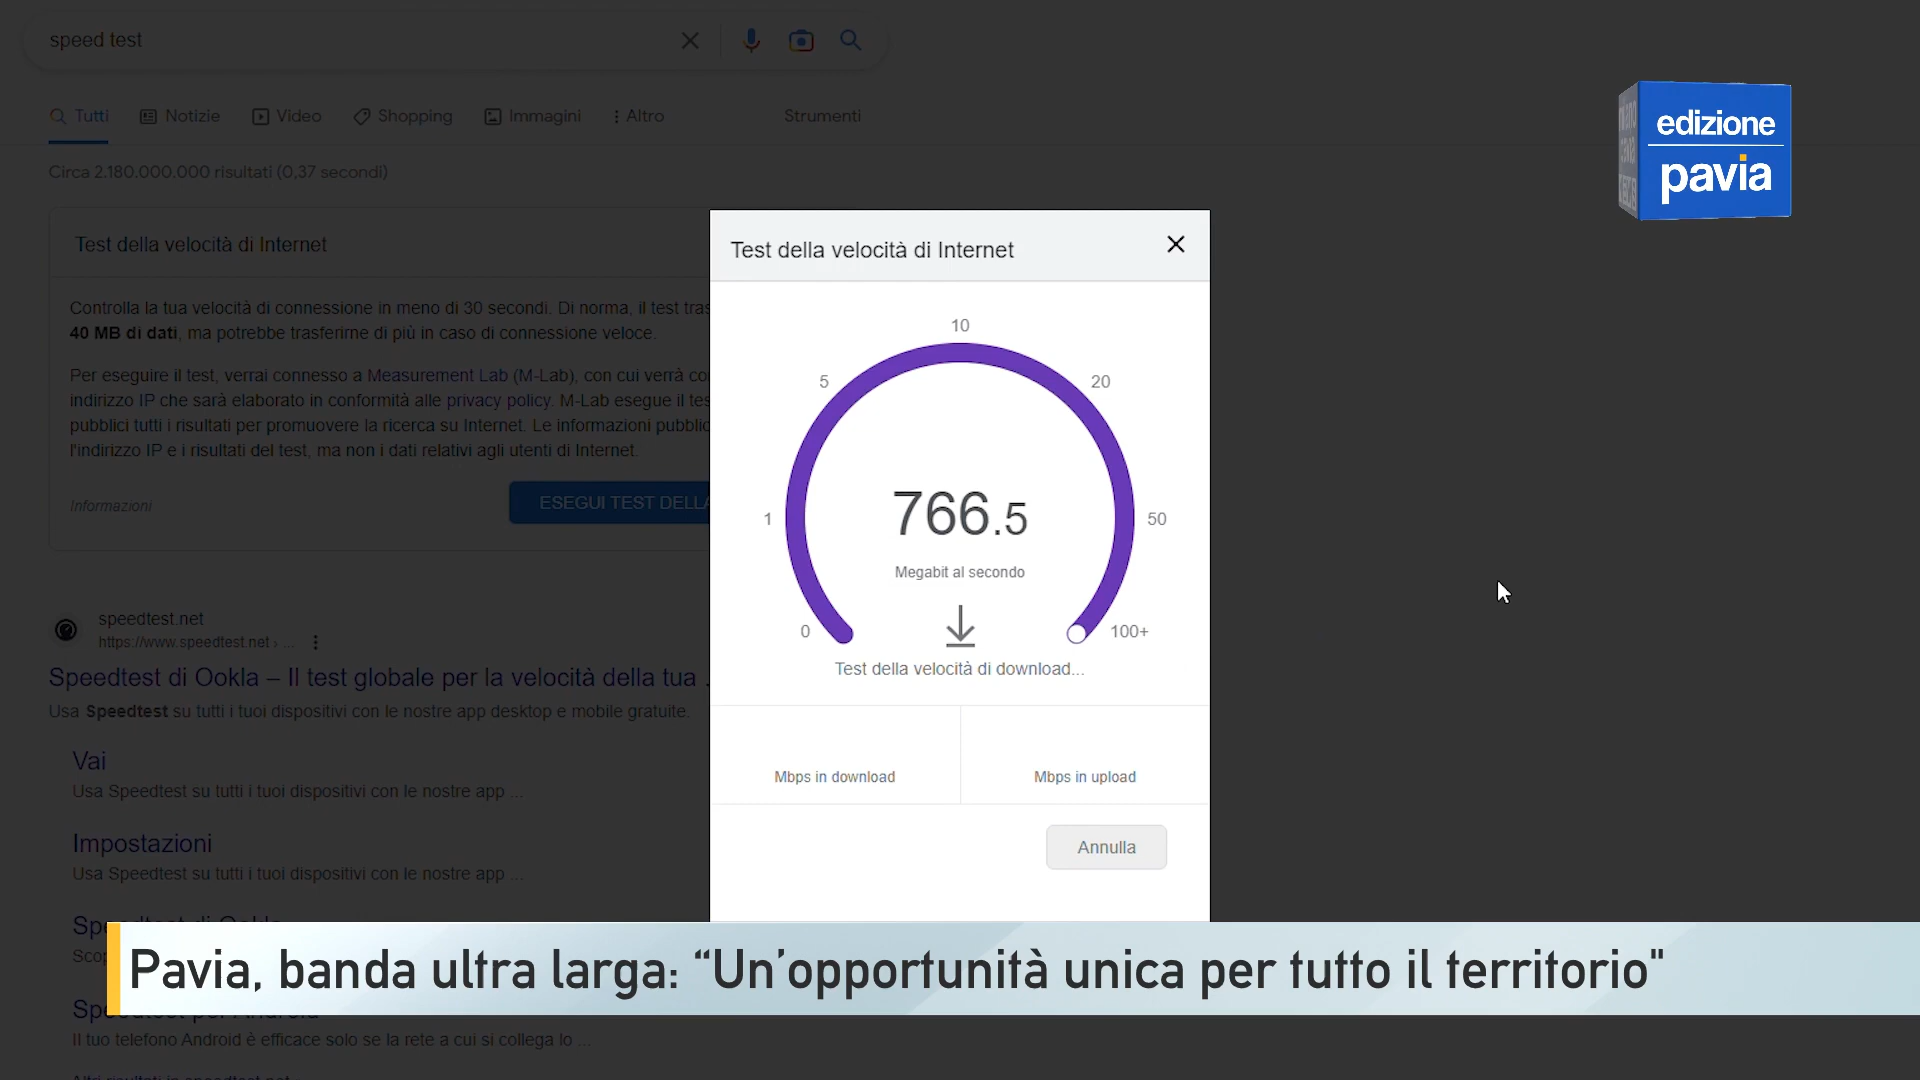 speed test
Tutti
Notizie
Video
Shopping
Immagini
Altro
Strumenti
Circa 2.180.000.000 risultati (0,37 secondi)
edizione
pavia
Test della velocità di Internet
Controlla la tua velocità di connessione in meno di 30 secondi. Di norma, il test tras
40 MB di dati, ma potrebbe trasferirne di più in caso di connessione veloce.
Per eseguire il test, verrai connesso a Measurement Lab (M-Lab), con cui verrà co
indirizzo IP che sarà elaborato in conformità alle privacy policy. M-Lab esegue il tes
pubblici tutti i risultati per promuovere la ricerca su Internet. Le informazioni pubblic
l'indirizzo IP e i risultati del test, ma non i dati relativi agli utenti di Internet.
Informazioni
ESEGUI TEST DELLA
Test della velocità di Internet
10
5
20
1
50
766.5
Megabit al secondo
0
100+
Test della velocità di download...
Mbps in download
Mbps in upload
Annulla
speedtest.net
https://www.speedtest.net › ...
Speedtest di Ookla – Il test globale per la velocità della tua .
Usa Speedtest su tutti i tuoi dispositivi con le nostre app desktop e mobile gratuite.
Vai
Usa Speedtest su tutti i tuoi dispositivi con le nostre app ...
Impostazioni
Usa Speedtest su tutti i tuoi dispositivi con le nostre app ...
Speedtest di Ookla
Pavia, banda ultra larga: “Un'opportunità unica per tutto il territorio"
Speedtest per Android
Il tuo telefono Android è efficace solo se la rete a cui si collega lo ...